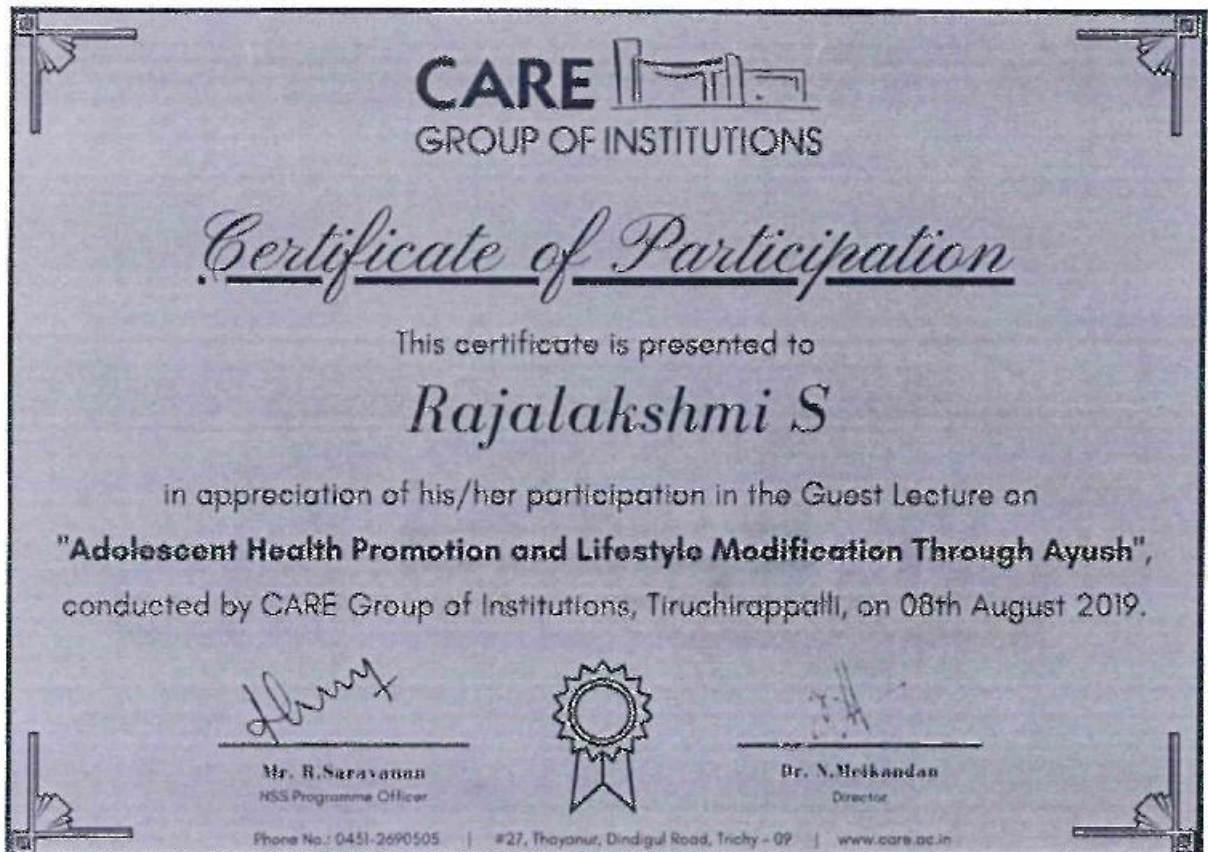 CARE
GROUP OF INSTITUTIONS
Certificate of Participation
This certificate is presented to
Rajalakshmi S
in appreciation of his/her participation in the Guest Lecture on
"Adolescent Health Promotion and Lifestyle Modification Through Ayush",
conducted by CARE Group of Institutions, Tiruchirappalli, on 08th August 2019.
Mr. R.Saravanan
NSS Programme Officer
Dr. N.Meikandan
Director
Phone No.: 0451-2690505 | #27, Thayanur, Dindigul Road, Trichy - 09 | www.care.ac.in